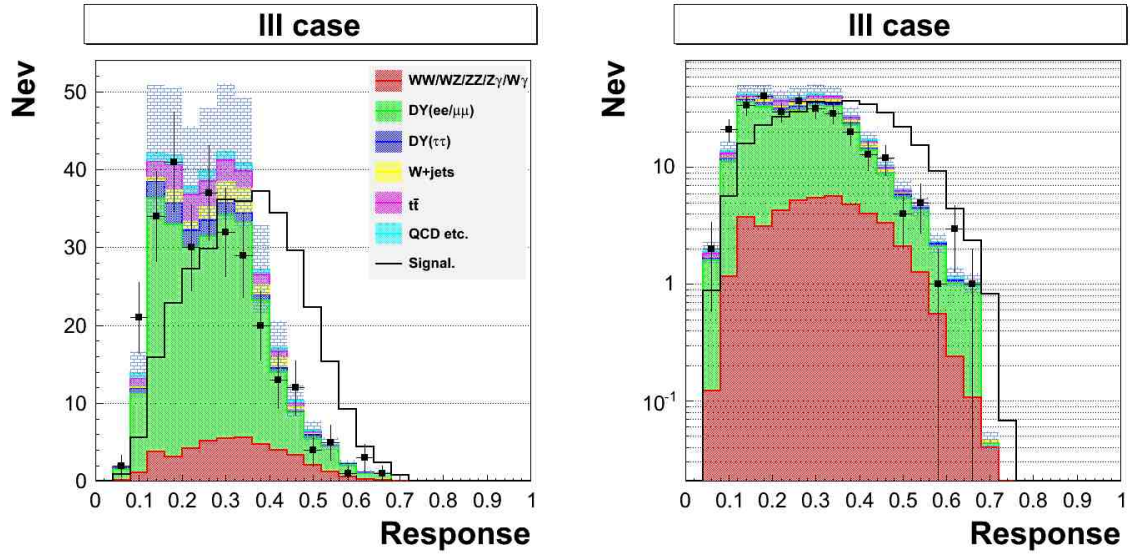 III case
Nev
50
40
30
20
10
0
WW/WZ/ZZ/Zγ/Wγ
DY(ee/μμ)
DY(ττ)
W+jets
tt̄
QCD etc.
Signal.
0 0.1 0.2 0.3 0.4 0.5 0.6 0.7 0.8 0.9 1
Response
III case
Nev
10
1
10⁻¹
0 0.1 0.2 0.3 0.4 0.5 0.6 0.7 0.8 0.9 1
Response